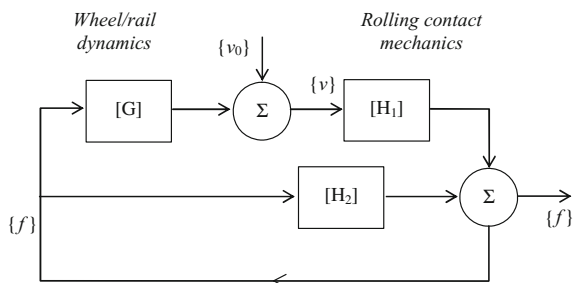 Wheel/rail
dynamics
Rolling contact
mechanics
{v₀}
[G]
Σ
{v}
[H₁]
[H₂]
Σ
{f}
{f}